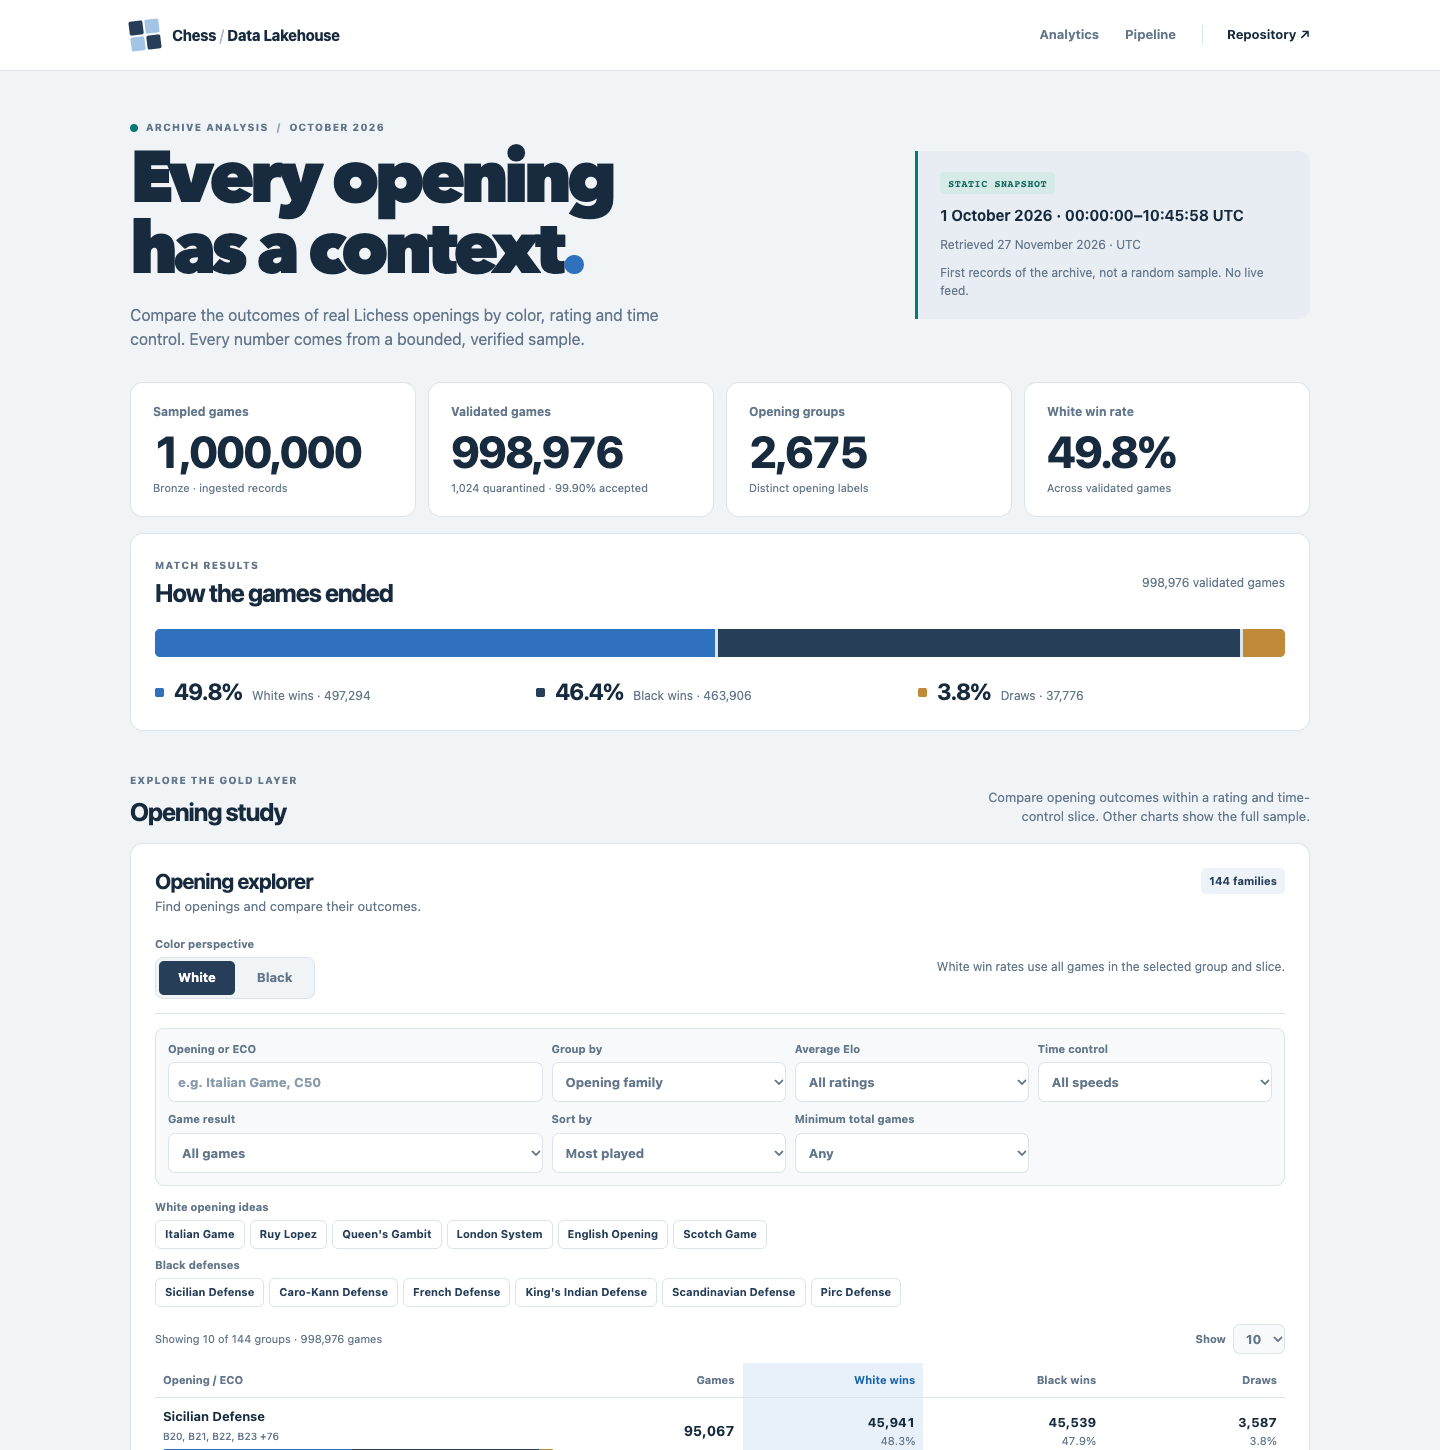 Chess / Data Lakehouse
Analytics
Pipeline
Repository ↗
ARCHIVE ANALYSIS / OCTOBER 2026
Every opening
has a context.
Compare the outcomes of real Lichess openings by color, rating and time
control. Every number comes from a bounded, verified sample.
STATIC SNAPSHOT
1 October 2026 · 00:00:00–10:45:58 UTC
Retrieved 27 November 2026 · UTC
First records of the archive, not a random sample. No live
feed.
Sampled games
1,000,000
Bronze · ingested records
Validated games
998,976
1,024 quarantined · 99.90% accepted
Opening groups
2,675
Distinct opening labels
White win rate
49.8%
Across validated games
MATCH RESULTS
How the games ended
998,976 validated games
49.8% White wins · 497,294
46.4% Black wins · 463,906
3.8% Draws · 37,776
EXPLORE THE GOLD LAYER
Opening study
Compare opening outcomes within a rating and time-
control slice. Other charts show the full sample.
Opening explorer
144 families
Find openings and compare their outcomes.
Color perspective
White
Black
White win rates use all games in the selected group and slice.
Opening or ECO
Group by
Average Elo
Time control
e.g. Italian Game, C50
Opening family
All ratings
All speeds
Game result
Sort by
Minimum total games
All games
Most played
Any
White opening ideas
Italian Game
Ruy Lopez
Queen's Gambit
London System
English Opening
Scotch Game
Black defenses
Sicilian Defense
Caro-Kann Defense
French Defense
King's Indian Defense
Scandinavian Defense
Pirc Defense
Showing 10 of 144 groups · 998,976 games
Show 10
Opening / ECO
Games
White wins
Black wins
Draws
Sicilian Defense
B20, B21, B22, B23 +76
95,067
45,941
48.3%
45,539
47.9%
3,587
3.8%